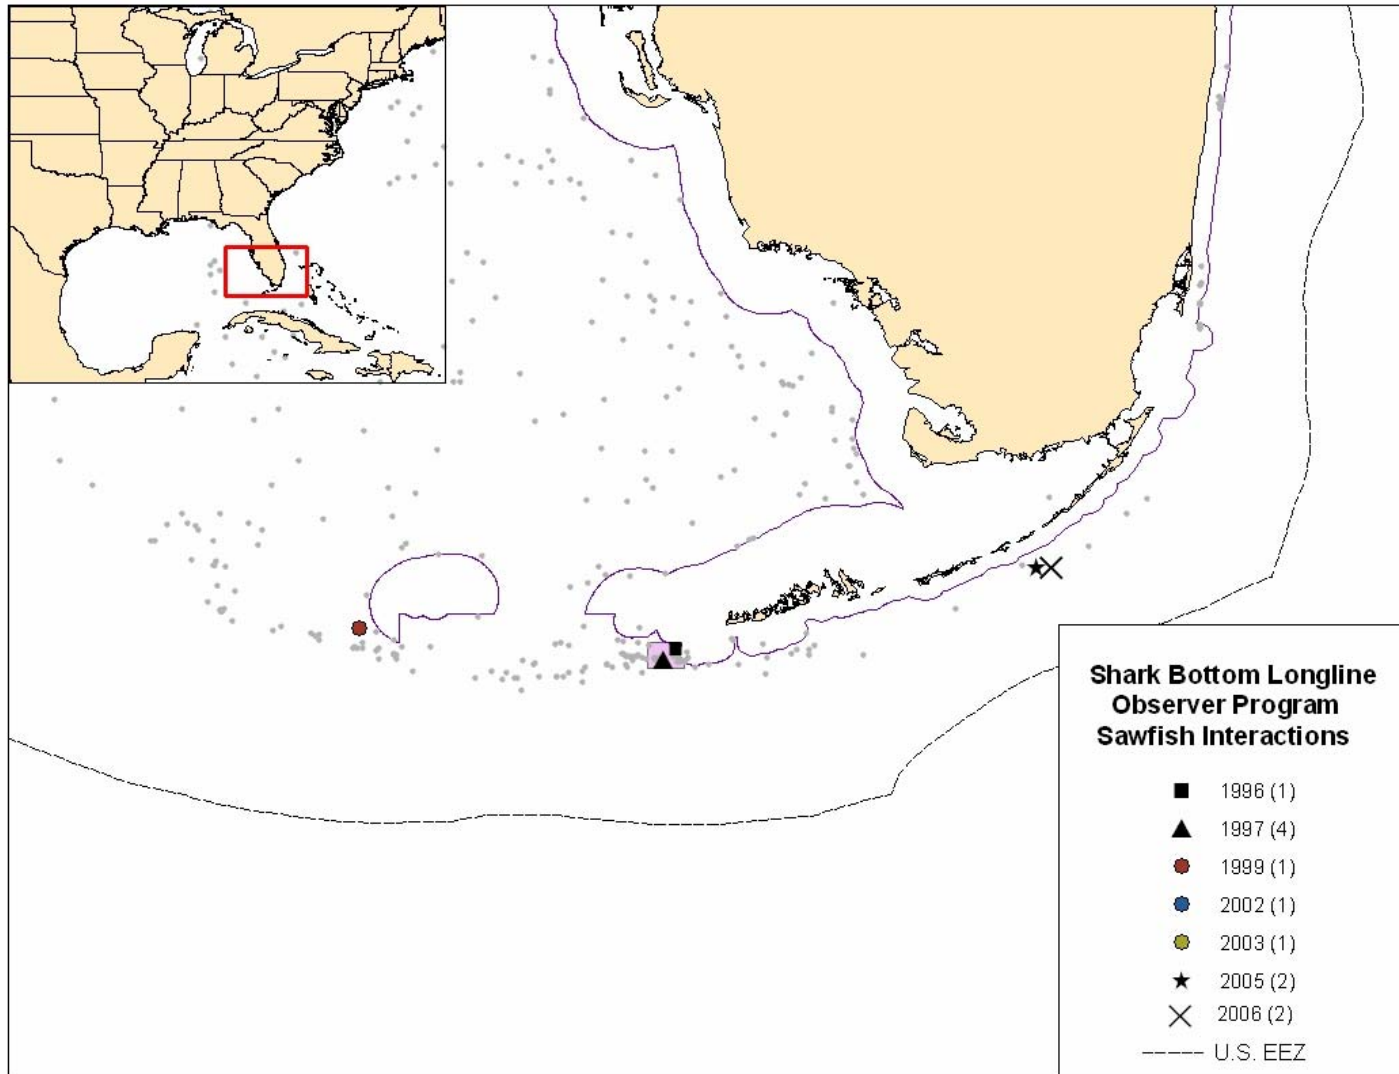 Shark Bottom Longline
Observer Program
Sawfish Interactions
1996 (1)
1997 (4)
1999 (1)
2002 (1)
2003 (1)
2005 (2)
2006 (2)
U.S. EEZ